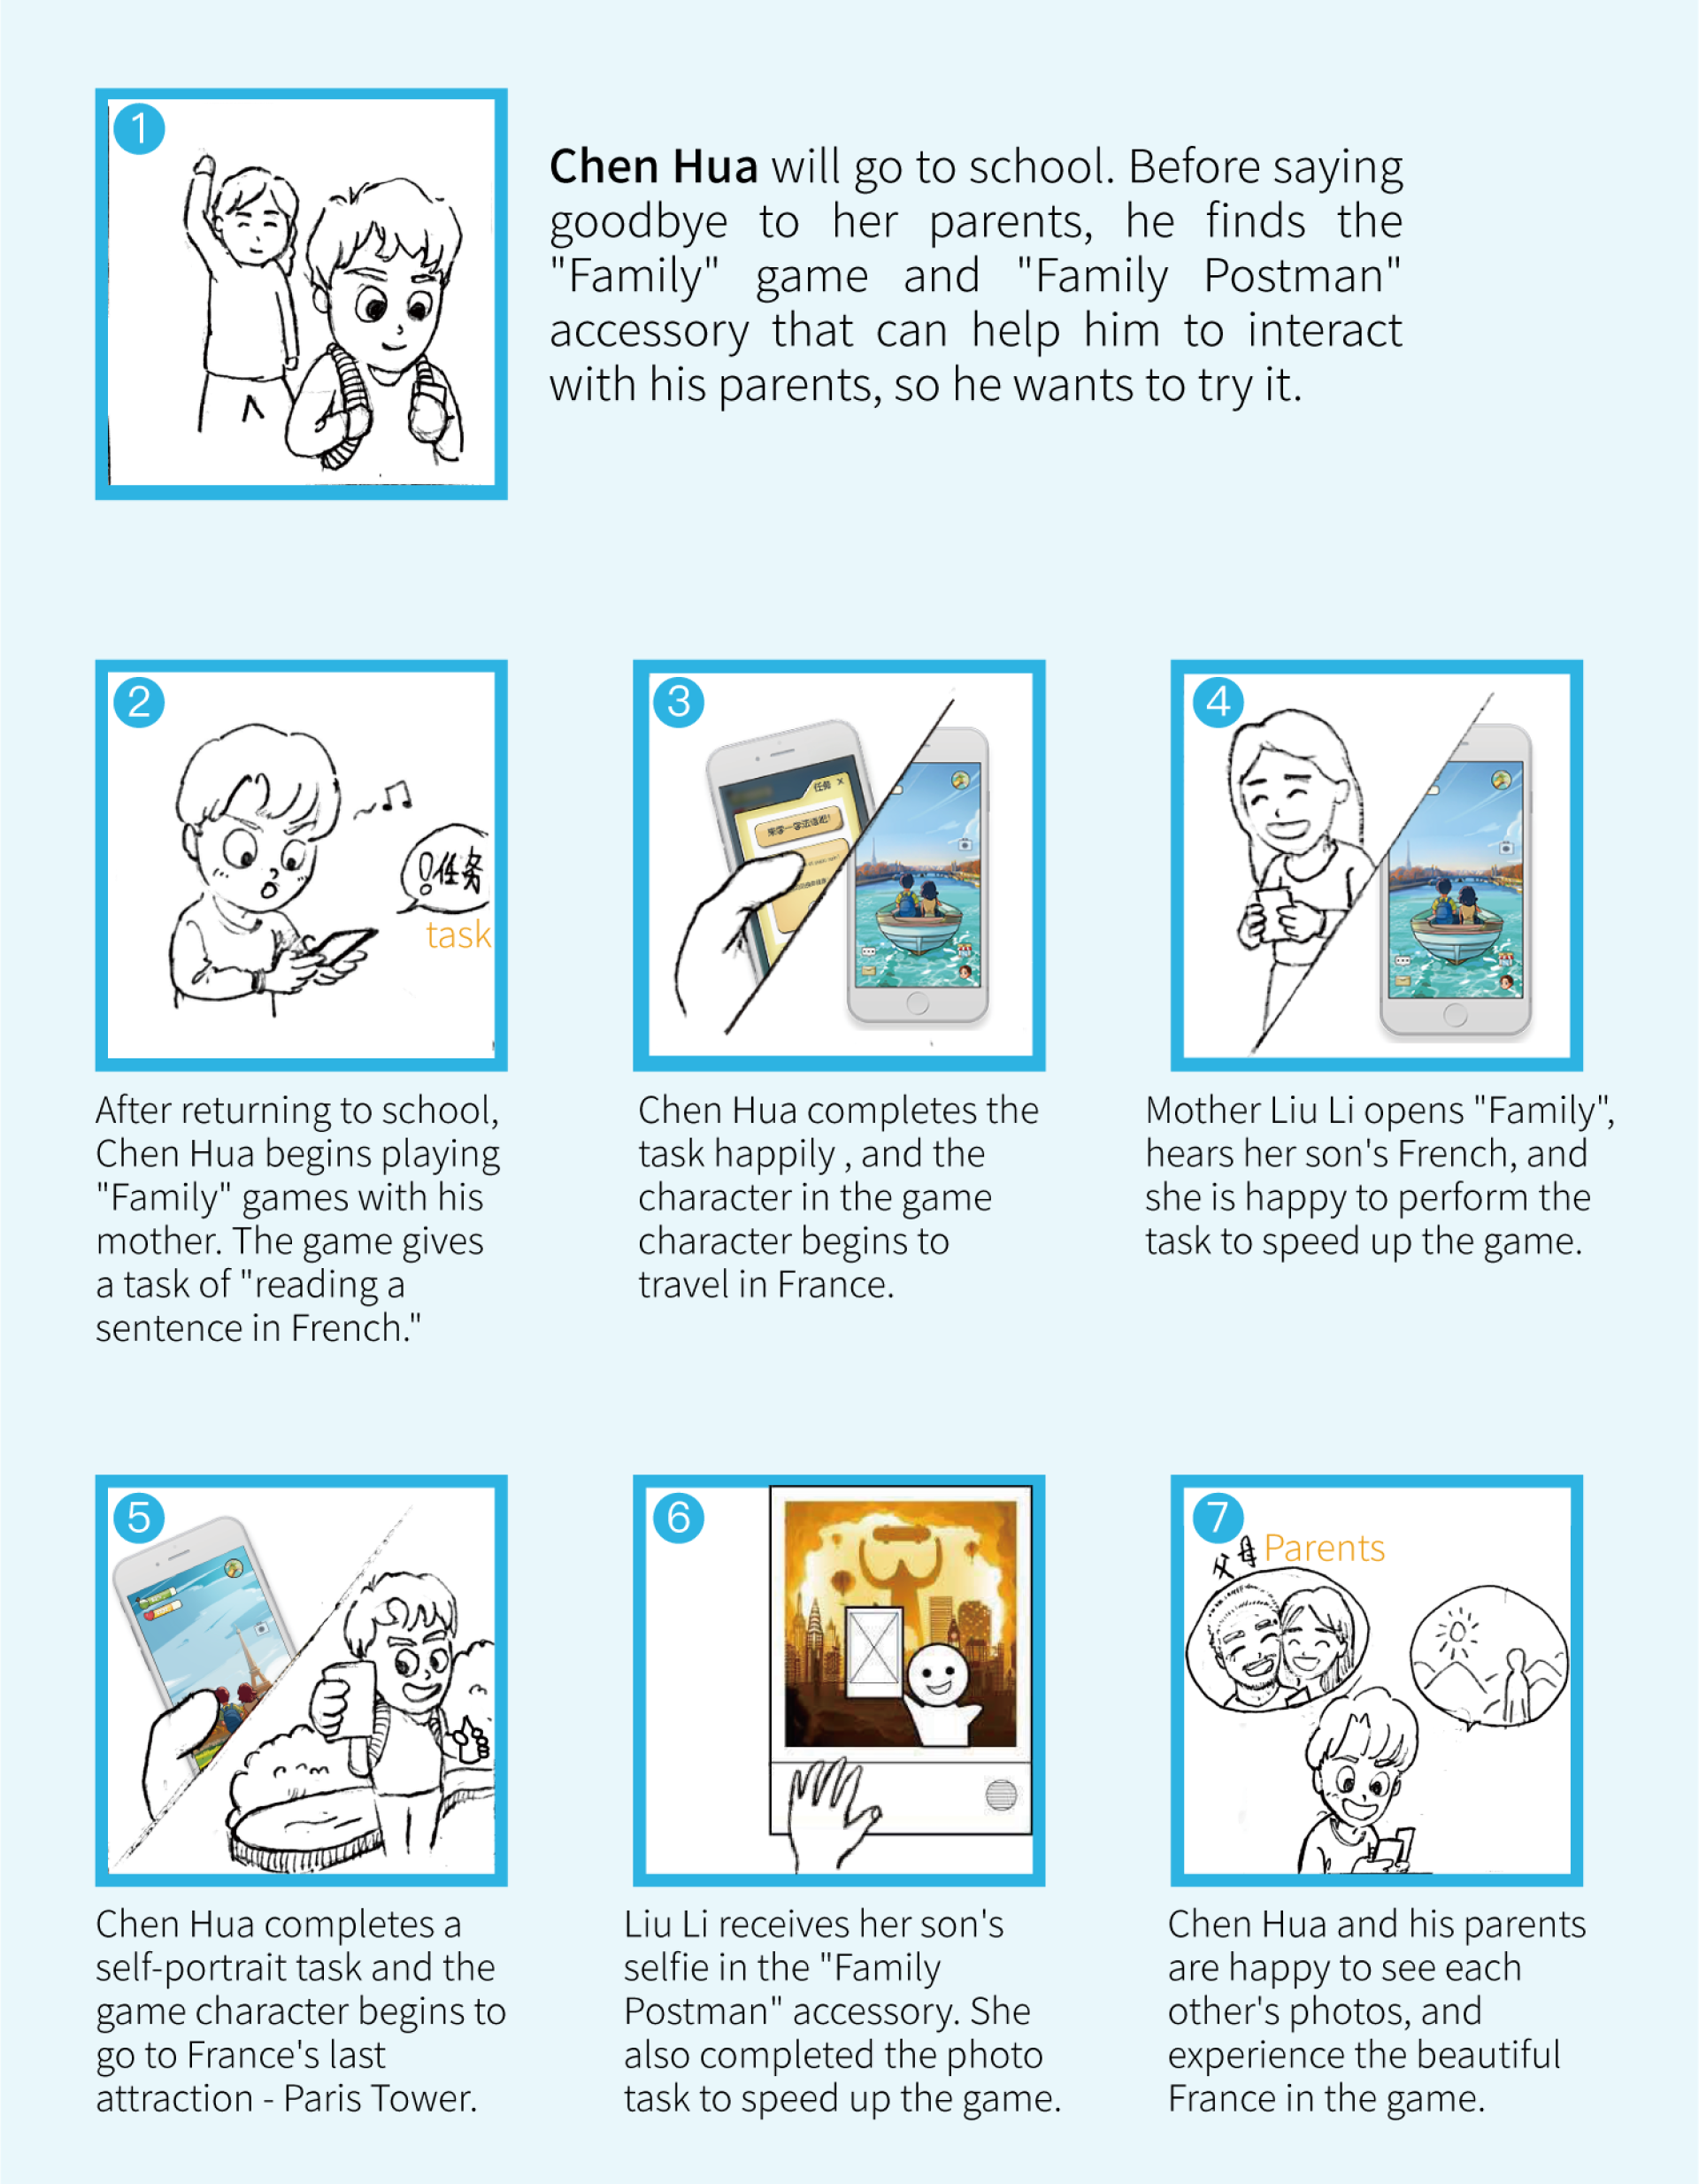 1
Chen Hua will go to school. Before saying
goodbye to her parents, he finds the
"Family" game and "Family Postman"
accessory that can help him to interact
with his parents, so he wants to try it.
2
!任务
task
After returning to school,
Chen Hua begins playing
"Family" games with his
mother. The game gives
a task of "reading a
sentence in French."
3
任务 ×
来学一学法语吧!
Chen Hua completes the
task happily , and the
character in the game
character begins to
travel in France.
4
Mother Liu Li opens "Family",
hears her son's French, and
she is happy to perform the
task to speed up the game.
5
Chen Hua completes a
self-portrait task and the
game character begins to
go to France's last
attraction - Paris Tower.
6
Liu Li receives her son's
selfie in the "Family
Postman" accessory. She
also completed the photo
task to speed up the game.
7
父母
Parents
Chen Hua and his parents
are happy to see each
other's photos, and
experience the beautiful
France in the game.